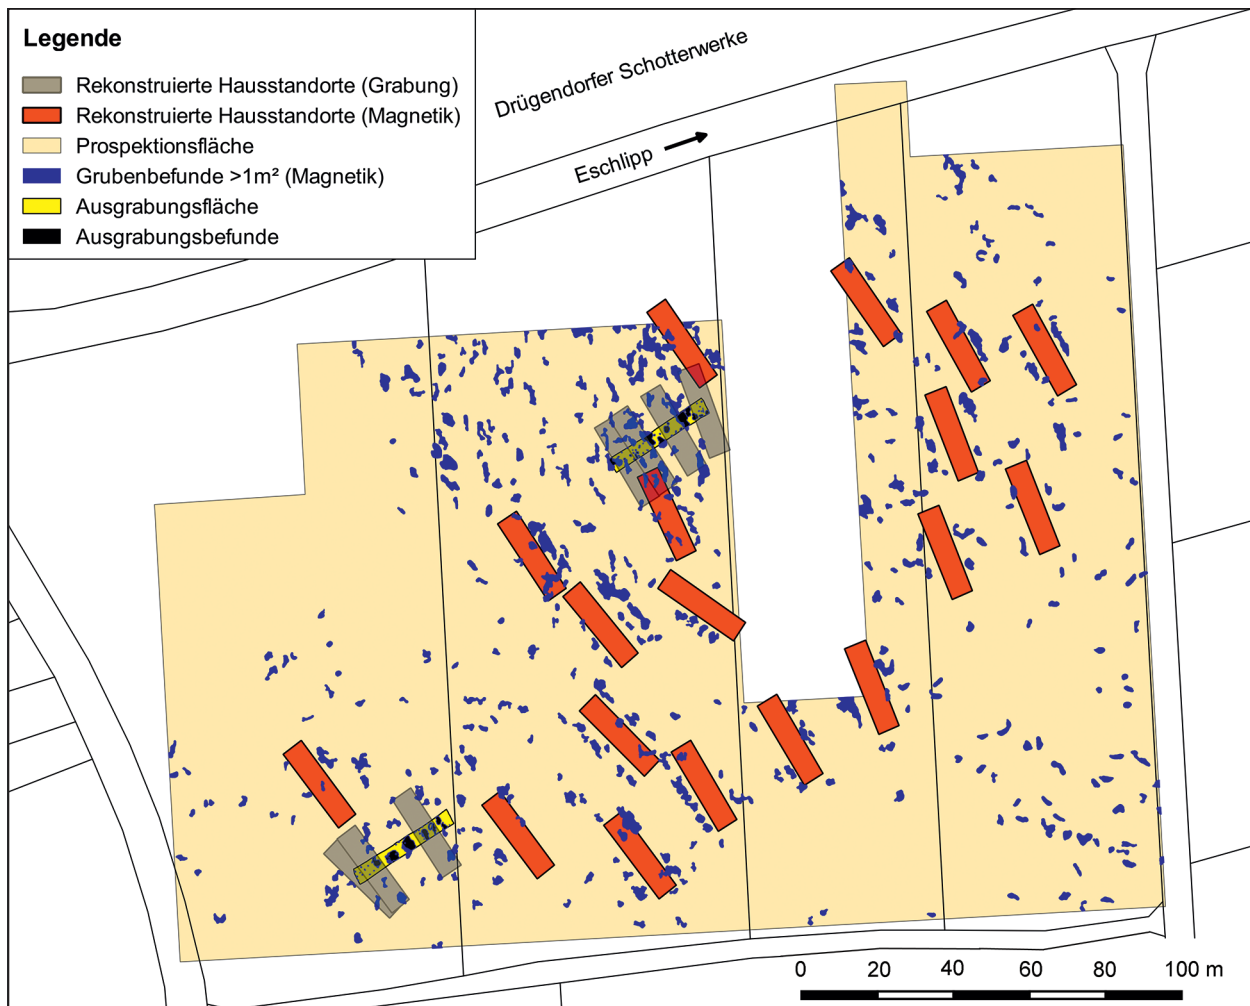 Legende
Rekonstruierte Hausstandorte (Grabung)
Rekonstruierte Hausstandorte (Magnetik)
Prospektionsfläche
Grubenbefunde >1m² (Magnetik)
Ausgrabungsfläche
Ausgrabungsbefunde
Drügendorfer Schotterwerke
Eschlipp
0 20 40 60 80 100 m